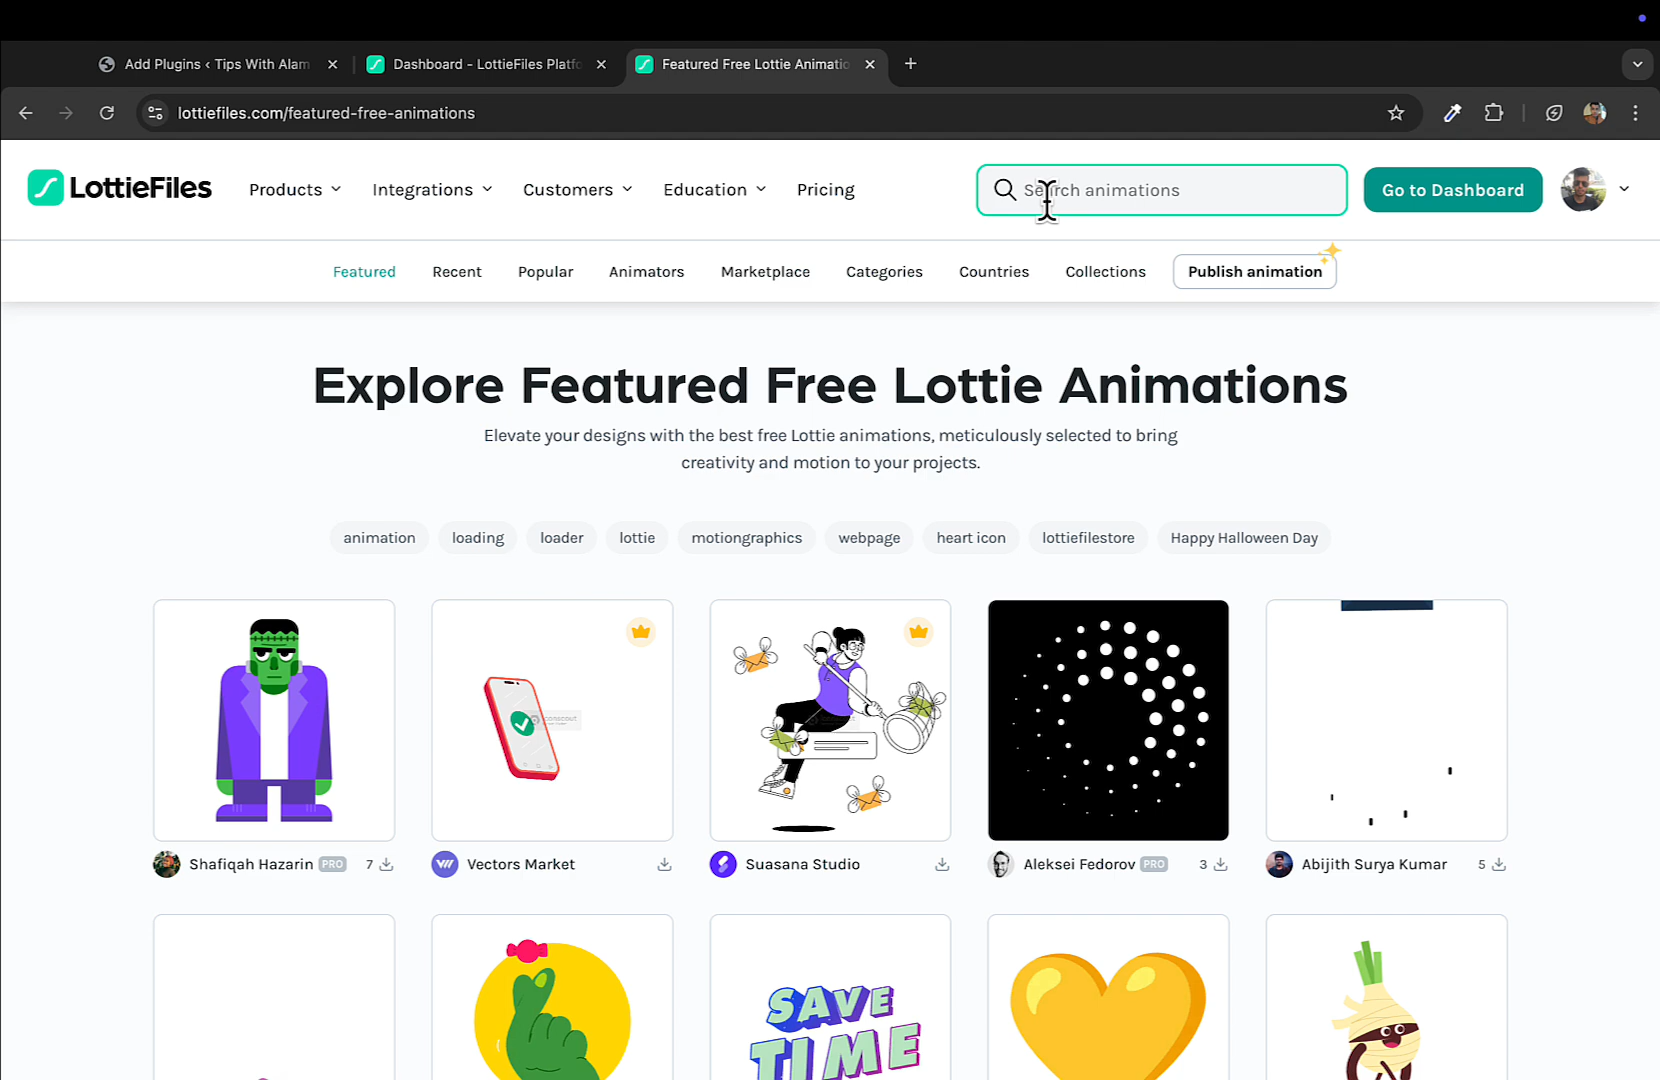 Add Plugins ‹ Tips With Alam
Dashboard - LottieFiles Platfo
Featured Free Lottie Animatio
lottiefiles.com/featured-free-animations
LottieFiles
Products
Integrations
Customers
Education
Pricing
Search animations
Go to Dashboard
Featured
Recent
Popular
Animators
Marketplace
Categories
Countries
Collections
Publish animation
Explore Featured Free Lottie Animations
Elevate your designs with the best free Lottie animations, meticulously selected to bring
creativity and motion to your projects.
animation
loading
loader
lottie
motiongraphics
webpage
heart icon
lottiefilestore
Happy Halloween Day
iconscout
Shafiqah Hazarin PRO 7
Vectors Market
Suasana Studio
Aleksei Fedorov PRO 3
Abijith Surya Kumar 5
SAVE
TIME